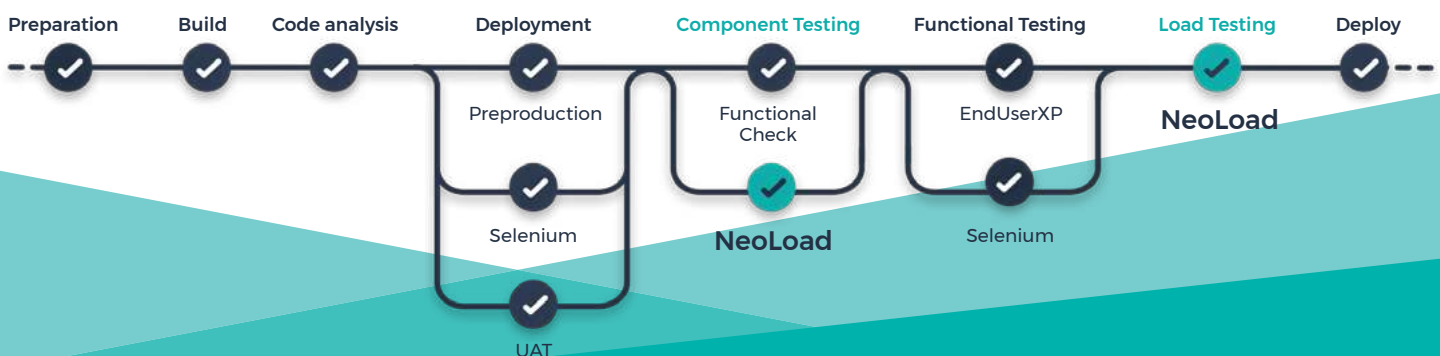 Preparation
Build
Code analysis
Deployment
Component Testing
Functional Testing
Load Testing
Deploy
Preproduction
Functional
Check
EndUserXP
NeoLoad
Selenium
NeoLoad
Selenium
UAT